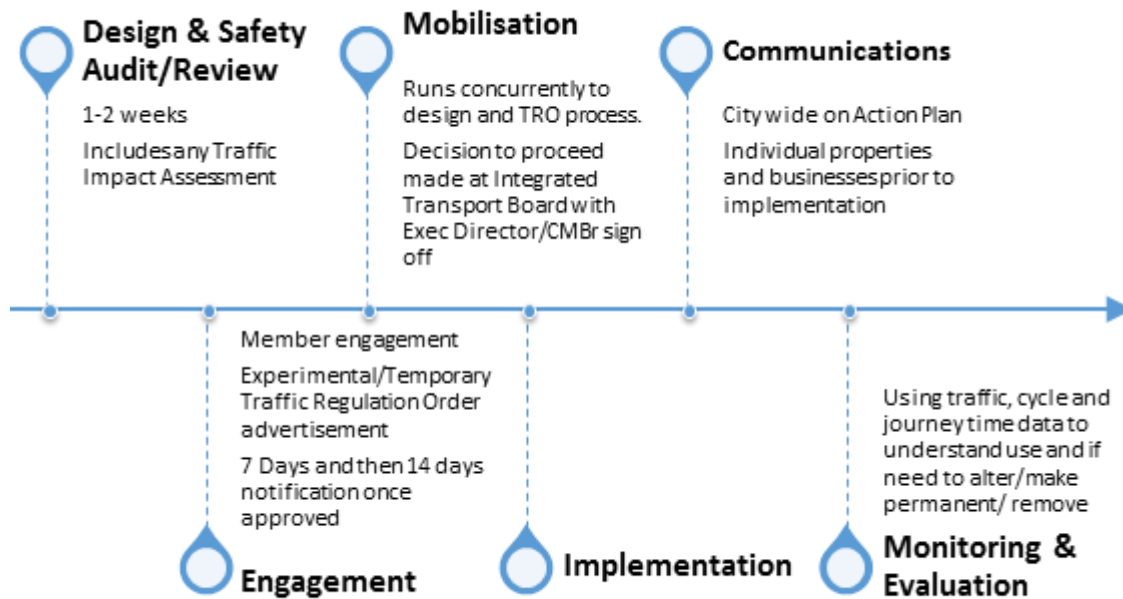 Design & Safety
Audit/Review
1-2 weeks
Includes any Traffic
Impact Assessment
Mobilisation
Runs concurrently to
design and TRO process.
Decision to proceed
made at Integrated
Transport Board with
Exec Director/CMBr sign
off
Communications
City wide on Action Plan
Individual properties
and businesses prior to
implementation
Member engagement
Experimental/Temporary
Traffic Regulation Order
advertisement
7 Days and then 14 days
notification once
approved
Engagement
Implementation
Using traffic, cycle and
journey time data to
understand use and if
need to alter/make
permanent/ remove
Monitoring &
Evaluation